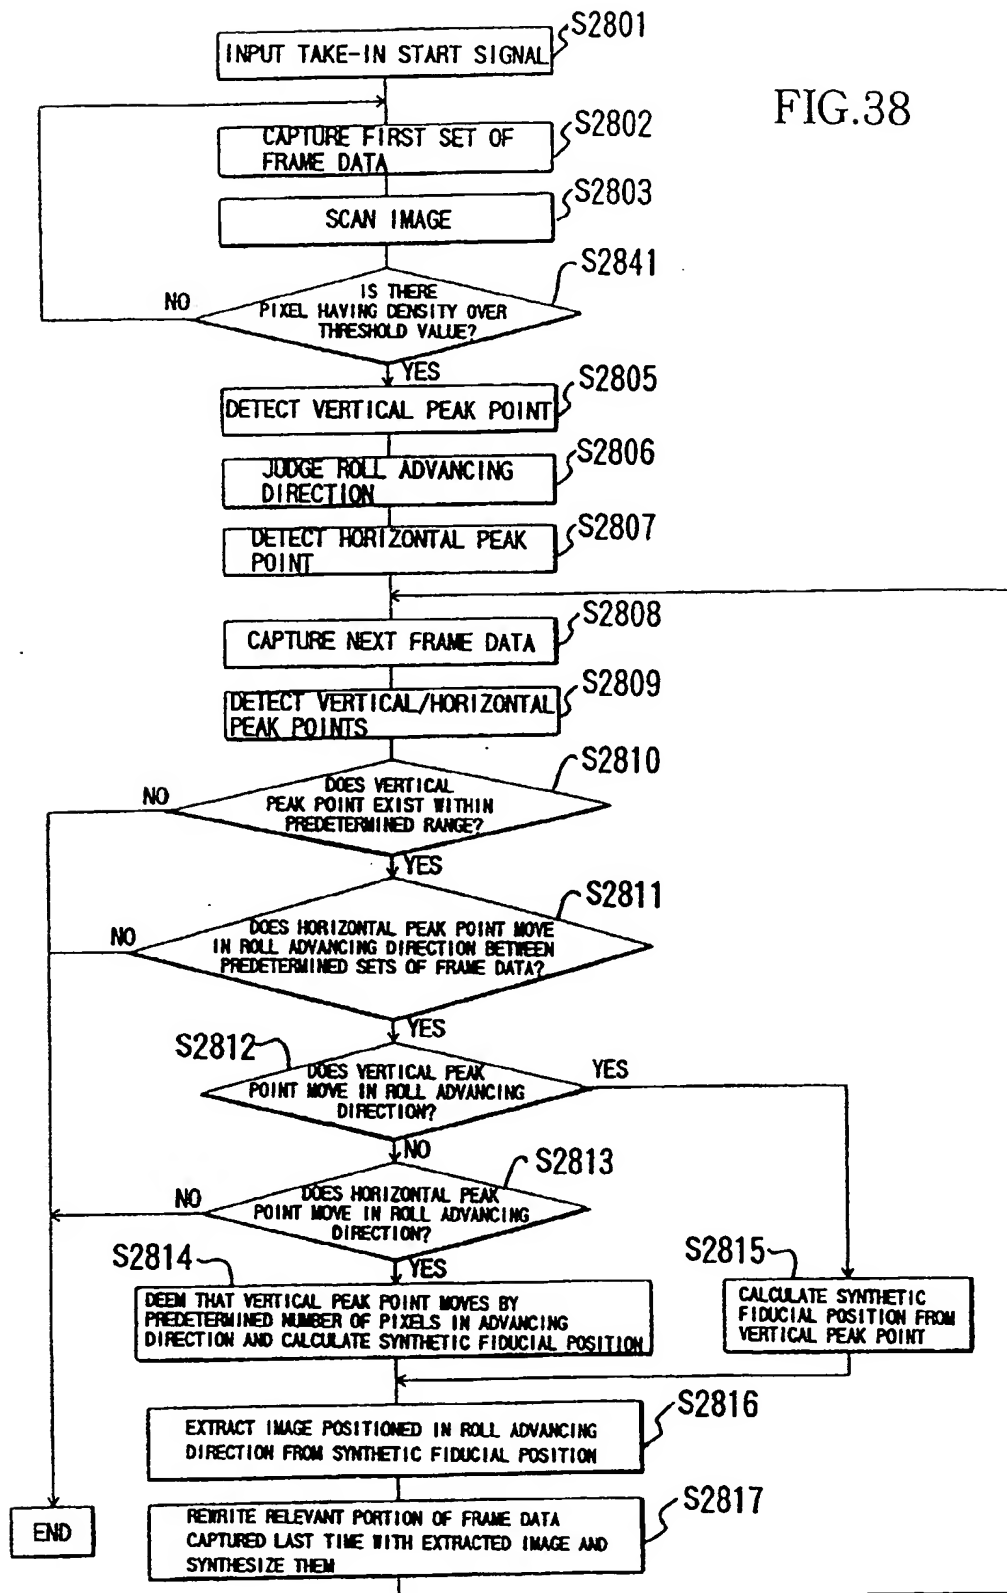 S2801
INPUT TAKE-IN START SIGNAL
FIG.38
S2802
CAPTURE FIRST SET OF
FRAME DATA
S2803
SCAN IMAGE
S2841
IS THERE
PIXEL HAVING DENSITY OVER
THRESHOLD VALUE?
NO
YES
S2805
DETECT VERTICAL PEAK POINT
S2806
JUDGE ROLL ADVANCING
DIRECTION
S2807
DETECT HORIZONTAL PEAK
POINT
S2808
CAPTURE NEXT FRAME DATA
S2809
DETECT VERTICAL/HORIZONTAL
PEAK POINTS
S2810
DOES VERTICAL
PEAK POINT EXIST WITHIN
PREDETERMINED RANGE?
NO
YES
S2811
DOES HORIZONTAL PEAK POINT MOVE
IN ROLL ADVANCING DIRECTION BETWEEN
PREDETERMINED SETS OF FRAME DATA?
NO
YES
S2812
DOES VERTICAL PEAK
POINT MOVE IN ROLL ADVANCING
DIRECTION?
YES
NO
S2813
DOES HORIZONTAL PEAK
POINT MOVE IN ROLL ADVANCING
DIRECTION?
NO
YES
S2814
DEEM THAT VERTICAL PEAK POINT MOVES BY
PREDETERMINED NUMBER OF PIXELS IN ADVANCING
DIRECTION AND CALCULATE SYNTHETIC FIDUCIAL POSITION
S2815
CALCULATE SYNTHETIC
FIDUCIAL POSITION FROM
VERTICAL PEAK POINT
S2816
EXTRACT IMAGE POSITIONED IN ROLL ADVANCING
DIRECTION FROM SYNTHETIC FIDUCIAL POSITION
S2817
REWRITE RELEVANT PORTION OF FRAME DATA
CAPTURED LAST TIME WITH EXTRACTED IMAGE AND
SYNTHESIZE THEM
END